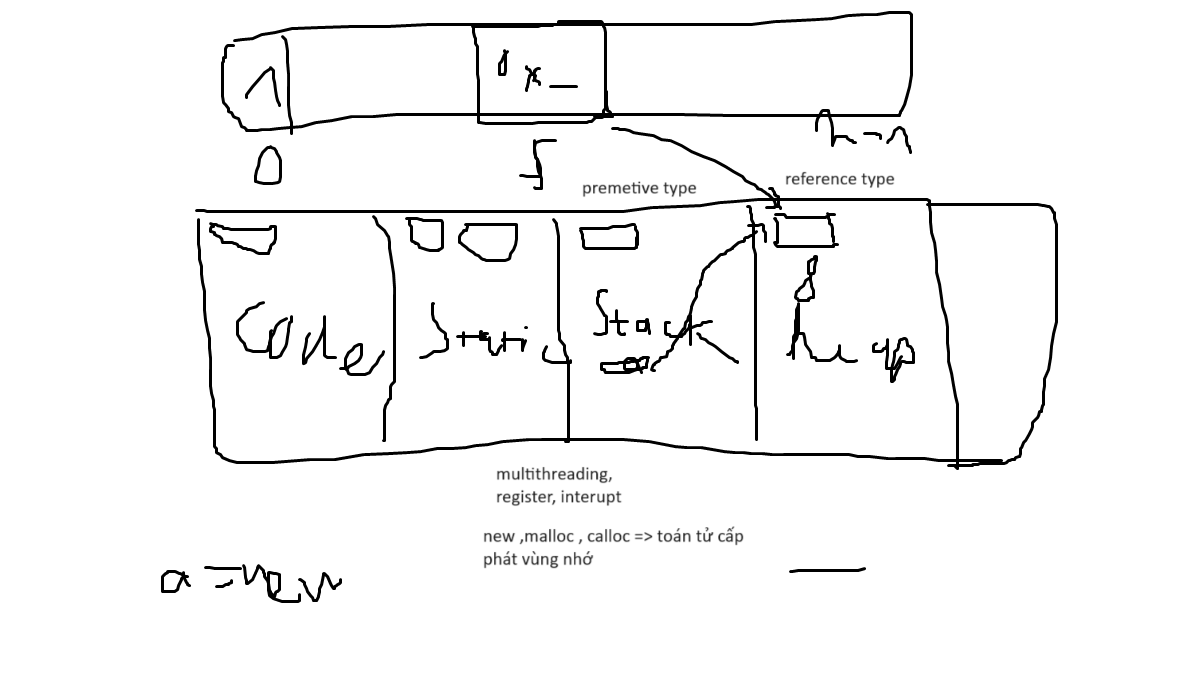 1 0x_
0 5 n-1
premetive type reference type
Code Static Stack heap
multithreading,
register, interupt
new ,malloc , calloc => toán tử cấp
phát vùng nhớ
a = new